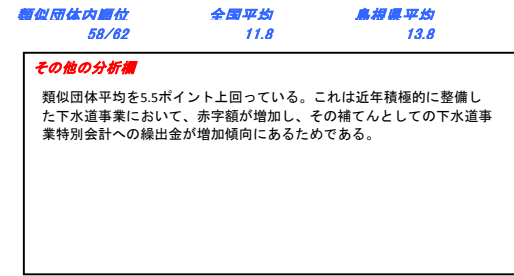 類似団体内順位 全国平均 島根県平均
58/62 11.8 13.8
その他の分析欄
類似団体平均を5.5ポイント上回っている。これは近年積極的に整備し
た下水道事業において、赤字額が増加し、その補てんとしての下水道事
業特別会計への繰出金が増加傾向にあるためである。